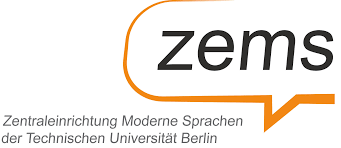 zems
Zentraleinrichtung Moderne Sprachen
der Technischen Universität Berlin